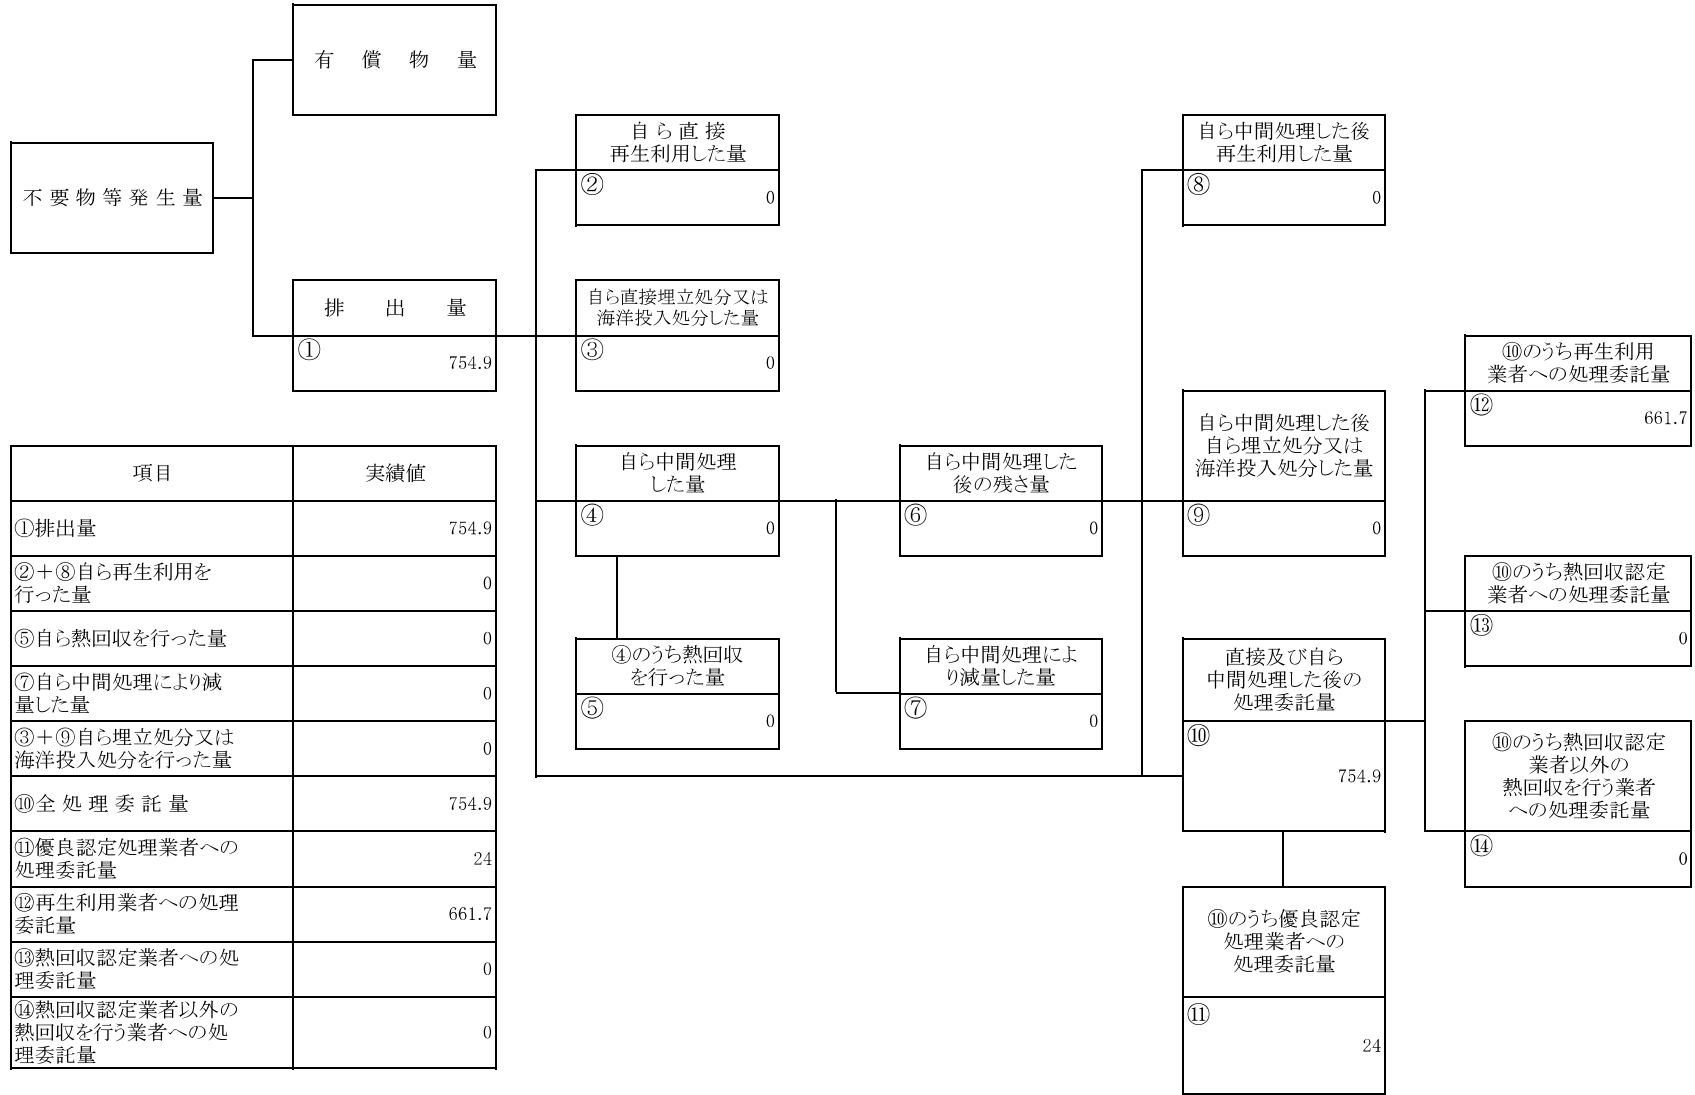 有償物量
不要物等発生量
排出量
①
754.9
自ら直接
再生利用した量
②
0
自ら直接埋立処分又は
海洋投入処分した量
③
0
自ら中間処理
した量
④
0
④のうち熱回収
を行った量
⑤
0
自ら中間処理した
後の残さ量
⑥
0
自ら中間処理によ
り減量した量
⑦
0
自ら中間処理した後
再生利用した量
⑧
0
自ら中間処理した後
自ら埋立処分又は
海洋投入処分した量
⑨
0
直接及び自ら
中間処理した後の
処理委託量
⑩
754.9
⑩のうち優良認定
処理業者への
処理委託量
⑪
24
⑩のうち再生利用
業者への処理委託量
⑫
661.7
⑩のうち熱回収認定
業者への処理委託量
⑬
0
⑩のうち熱回収認定
業者以外の
熱回収を行う業者
への処理委託量
⑭
0
項目 実績値
①排出量 754.9
②＋⑧自ら再生利用を
行った量 0
⑤自ら熱回収を行った量 0
⑦自ら中間処理により減
量した量 0
③＋⑨自ら埋立処分又は
海洋投入処分を行った量 0
⑩全処理委託量 754.9
⑪優良認定処理業者への
処理委託量 24
⑫再生利用業者への処理
委託量 661.7
⑬熱回収認定業者への処
理委託量 0
⑭熱回収認定業者以外の
熱回収を行う業者への処
理委託量 0